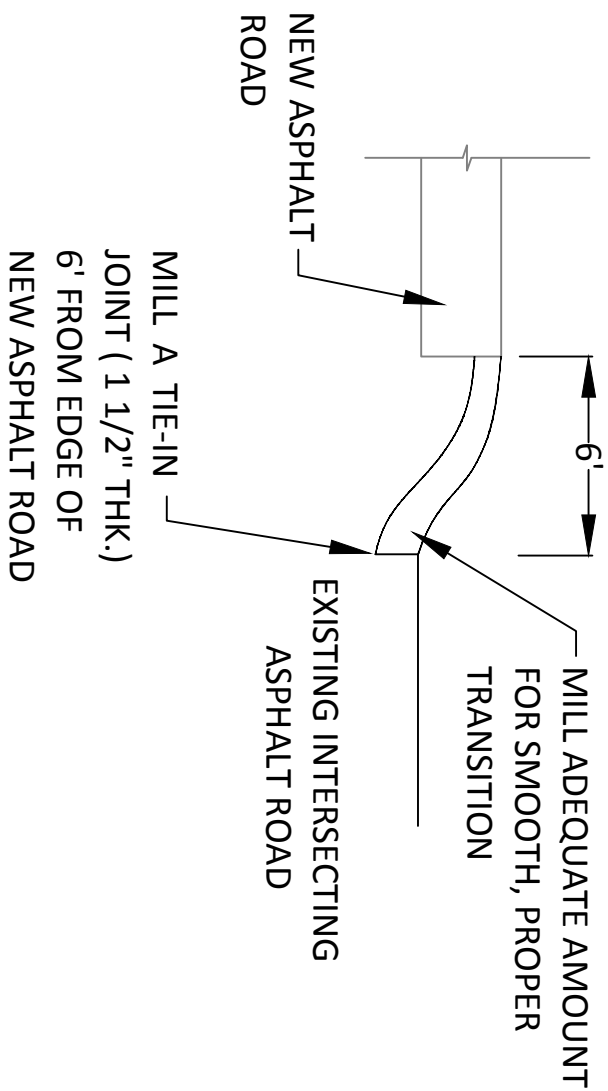 NEW ASPHALT
ROAD
6'
MILL ADEQUATE AMOUNT
FOR SMOOTH, PROPER
TRANSITION
MILL A TIE-IN
JOINT ( 1 1/2" THK.)
6' FROM EDGE OF
NEW ASPHALT ROAD
EXISTING INTERSECTING
ASPHALT ROAD